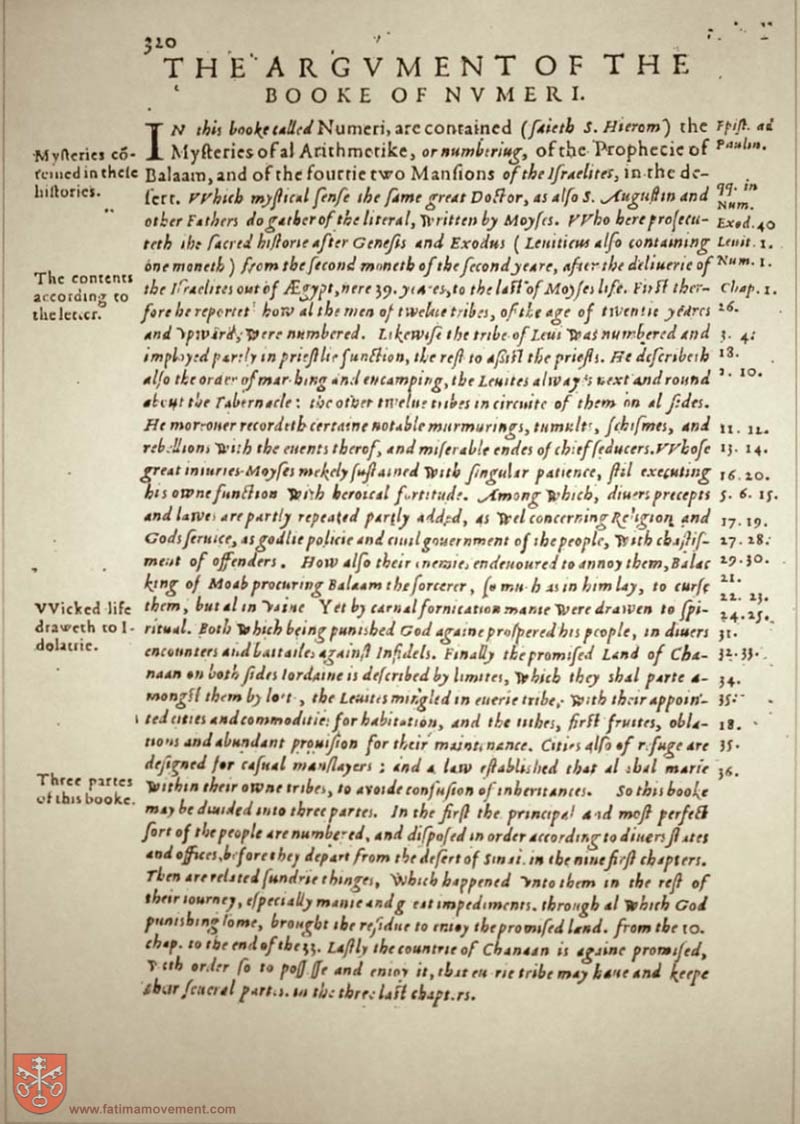 320
THE ARGVMENT OF THE
BOOKE OF NVMERI.
IN this booke called Numeri, are contained (ſaieth S. Hierom) the
Myſteries of al Arithmetike, or numbering, of the Prophecie of
Balaam, and of the fourtie two Manſions of the Iſraelites, in the de-
ſert. VVhich myſtical ſenſe the ſame great Doctor, as alſo S. Auguſtin and
other Fathers do gather of the literal, written by Moyſes. VVho here proſecu-
teth the ſacred hiſtorie after Geneſis and Exodus (Leuiticus alſo containing
one moneth) from the ſecond moneth of the ſecond yeare, after the deliuerie of
the Iſraelites out of Ægypt, nere 39. yeares, to the laſt of Moyſes life. Firſt ther-
fore he reportet how al the men of twelue tribes, of the age of twentie yeares
and vpward, were numbered. Likewiſe the tribe of Leui was numbered and
imployed partly in prieſtlie function, the reſt to aſſiſt the prieſts. He deſcribeth
alſo the order of marching and encamping, the Leuites alwayes next and round
about the Tabernacle: the other twelue tribes in circuite of them on al ſides.
He moreouer recordeth certaine notable murmurings, tumults, ſchiſmes, and
rebellions with the euents therof, and miſerable endes of chief ſeducers. VVhoſe
great iniuries Moyſes mekely ſuſtained with ſingular patience, ſtil executing
his owne function with heroical fortitude. Among which, diuers precepts
and lawes are partly repeated partly added, as wel concerning Religion and
Gods ſeruice, as godlie policie and ciuil gouernment of the people, with chaſtiſ-
ment of offenders. How alſo their enemies endeuoured to annoy them, Balac
king of Moab procuring Balaam the ſorcerer, ſo much as in him lay, to curſe
them, but al in vaine Yet by carnal fornication manie were drawen to ſpi-
ritual. Both which being punished God againe proſpered his people, in diuers
encounters and battailes againſt Infidels. Finally the promiſed Land of Cha-
naan on both ſides Iordaine is deſcribed by limites, which they shal parte a-
mongſt them by lot, the Leuites mingled in euerie tribe, with their appoin-
ted cities and commodities for habitation, and the tithes, firſt fruites, obla-
tions and abundant prouiſion for their maintenance. Cities alſo of refuge are
deſigned for caſual manſlayers; and a law eſtablished that al shal marie
within their owne tribes, to avoide confuſion of inheritances. So this booke
may be diuided into three partes. In the firſt the principal and moſt perfect
ſort of the people are numbered, and diſpoſed in order according to diuers ſtates
and offices, before they depart from the deſert of Sinai. in the nine firſt chapters.
Then are related ſundrie thinges, which happened vnto them in the reſt of
their iourney, eſpecially manie and great impediments. through al which God
punishing ſome, brought the reſidue to enioy the promiſed land. from the 10.
chap. to the end of the 33. Laſtly the countrie of Chanaan is againe promiſed,
with order ſo to poſſeſſe and enioy it, that euerie tribe may haue and keepe
their ſeueral partes. in the three laſt chapters.
Myſteries cō-
teined in theſe
hiſtories.
The contents
according to
the letter.
VVicked life
draweth to I-
dolatrie.
Three partes
of this booke.
Epiſt. ad
Paulin.
qq. in
Num.
Exod. 40
Leuit. 1.
Num. 1.
Chap. 1.
26.
3. 4:
18.
2. 10.
11. 12.
13. 14.
16. 20.
5. 6. 15.
17. 19.
27. 28:
29. 30.
21.
22. 23.
24. 25.
31.
32. 33.
34.
35:
18.
35.
36.
www.fatimamovement.com